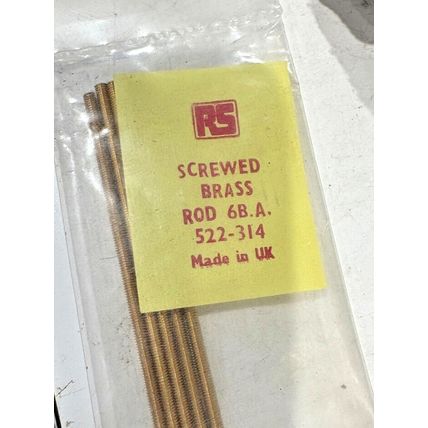 RS
SCREWED
BRASS
ROD 6B.A.
522-314
Made in UK